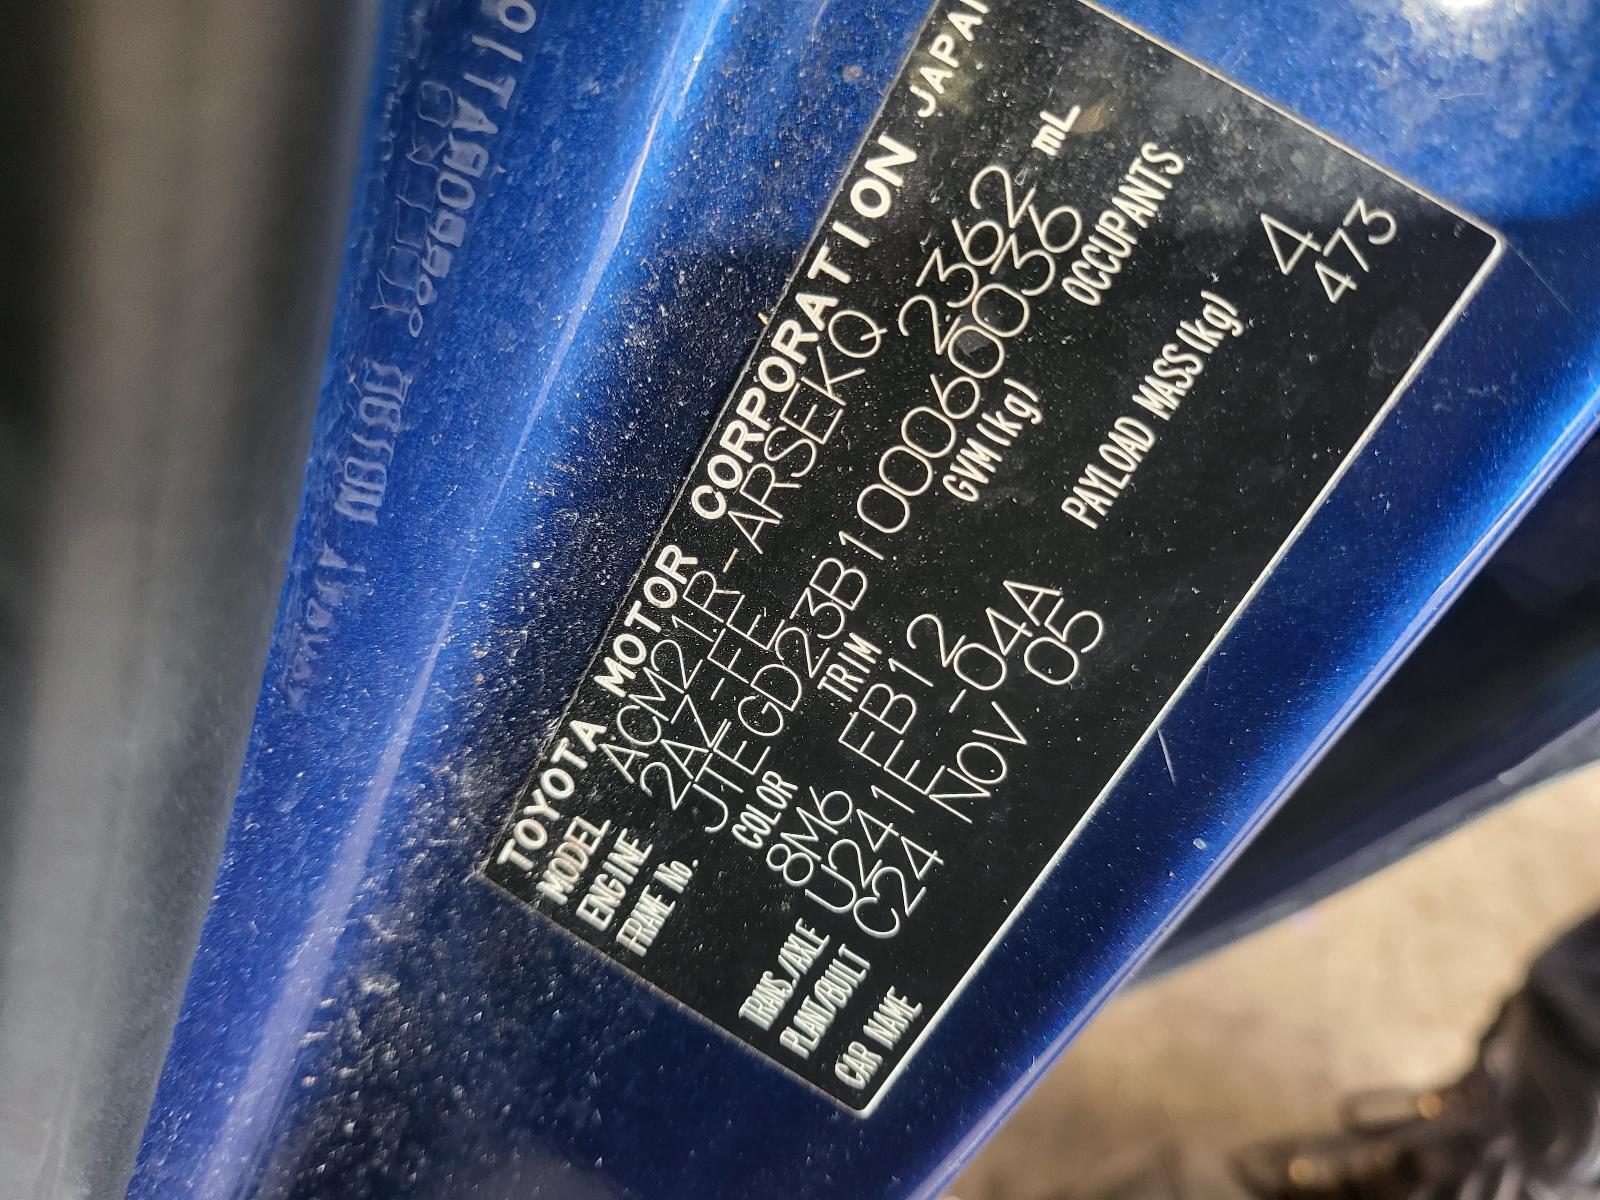 TOYOTA MOTOR CORPORATION JAPAN
MODEL ACM21R-ARSEKQ
ENGINE 2AZ-FE 2362 mL
FRAME No. JTEGD23B100060036
COLOR TRIM GVM(kg) OCCUPANTS
8M6 EB12 4
TRANS./AXLE U241E -04A PAYLOAD MASS(kg) 473
PLANT/BUILT C24 NOV 05
CAR NAME